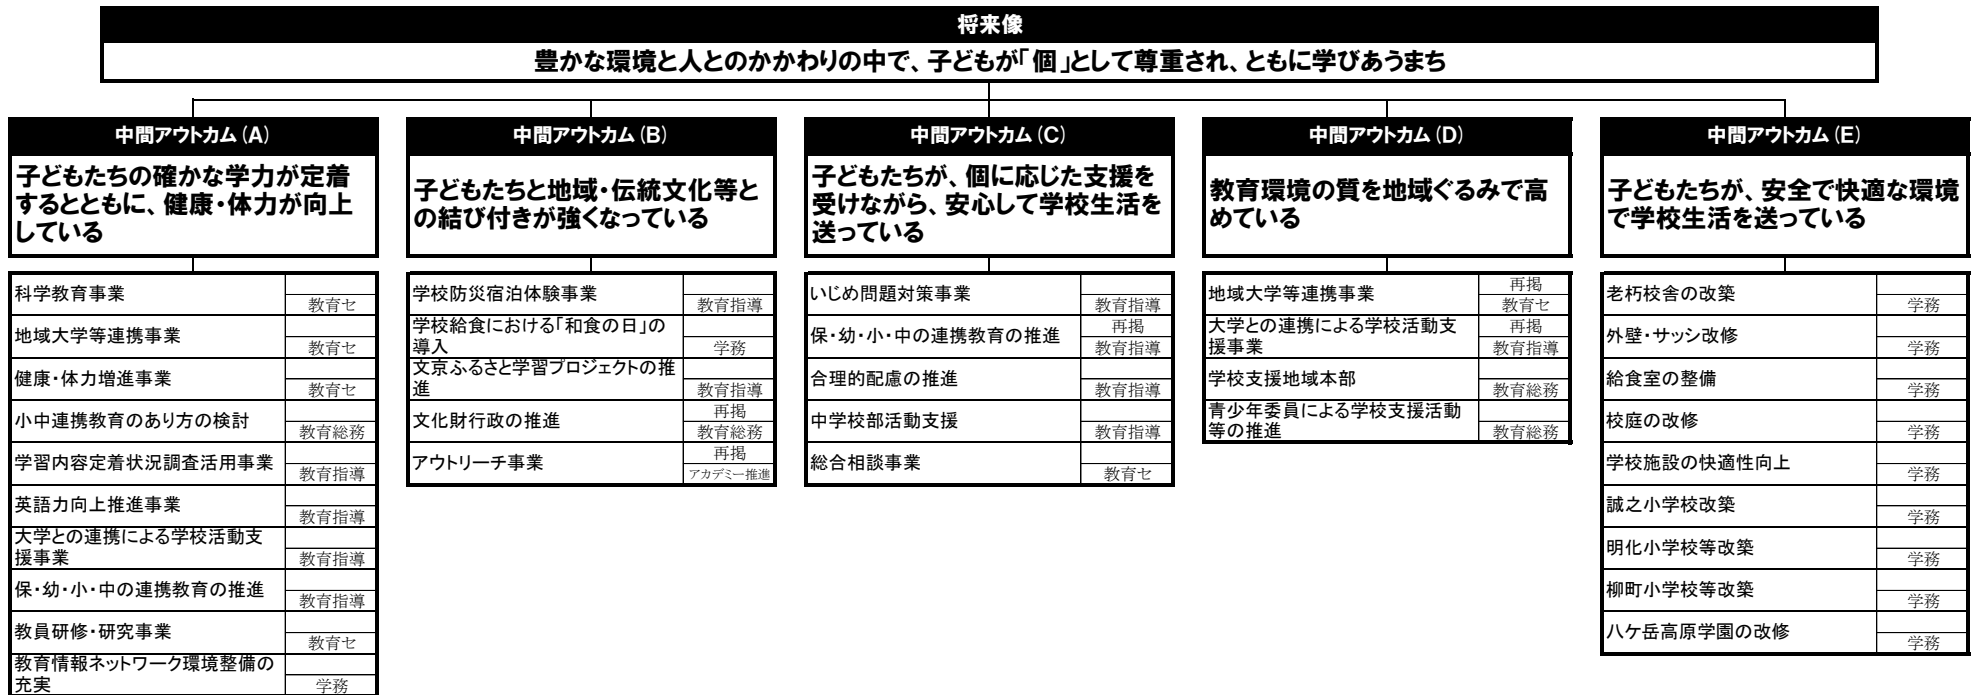 将来像
豊かな環境と人とのかかわりの中で、子どもが「個」として尊重され、ともに学びあうまち
中間アウトカム(A)
子どもたちの確かな学力が定着
するとともに、健康・体力が向上
している
科学教育事業
教育セ
地域大学等連携事業
教育セ
健康・体力増進事業
教育セ
小中連携教育のあり方の検討
教育総務
学習内容定着状況調査活用事業
教育指導
英語力向上推進事業
教育指導
大学との連携による学校活動支
援事業
教育指導
保・幼・小・中の連携教育の推進
教育指導
教員研修・研究事業
教育セ
教育情報ネットワーク環境整備の
充実
学務
中間アウトカム(B)
子どもたちと地域・伝統文化等と
の結び付きが強くなっている
学校防災宿泊体験事業
教育指導
学校給食における「和食の日」の
導入
学務
文京ふるさと学習プロジェクトの推
進
教育指導
文化財行政の推進
再掲
教育総務
アウトリーチ事業
再掲
アカデミー推進
中間アウトカム(C)
子どもたちが、個に応じた支援を
受けながら、安心して学校生活を
送っている
いじめ問題対策事業
教育指導
保・幼・小・中の連携教育の推進
再掲
教育指導
合理的配慮の推進
教育指導
中学校部活動支援
教育指導
総合相談事業
教育セ
中間アウトカム(D)
教育環境の質を地域ぐるみで高
めている
地域大学等連携事業
再掲
教育セ
大学との連携による学校活動支
援事業
再掲
教育指導
学校支援地域本部
教育総務
青少年委員による学校支援活動
等の推進
教育総務
中間アウトカム(E)
子どもたちが、安全で快適な環境
で学校生活を送っている
老朽校舎の改築
学務
外壁・サッシ改修
学務
給食室の整備
学務
校庭の改修
学務
学校施設の快適性向上
学務
誠之小学校改築
学務
明化小学校等改築
学務
柳町小学校等改築
学務
八ケ岳高原学園の改修
学務